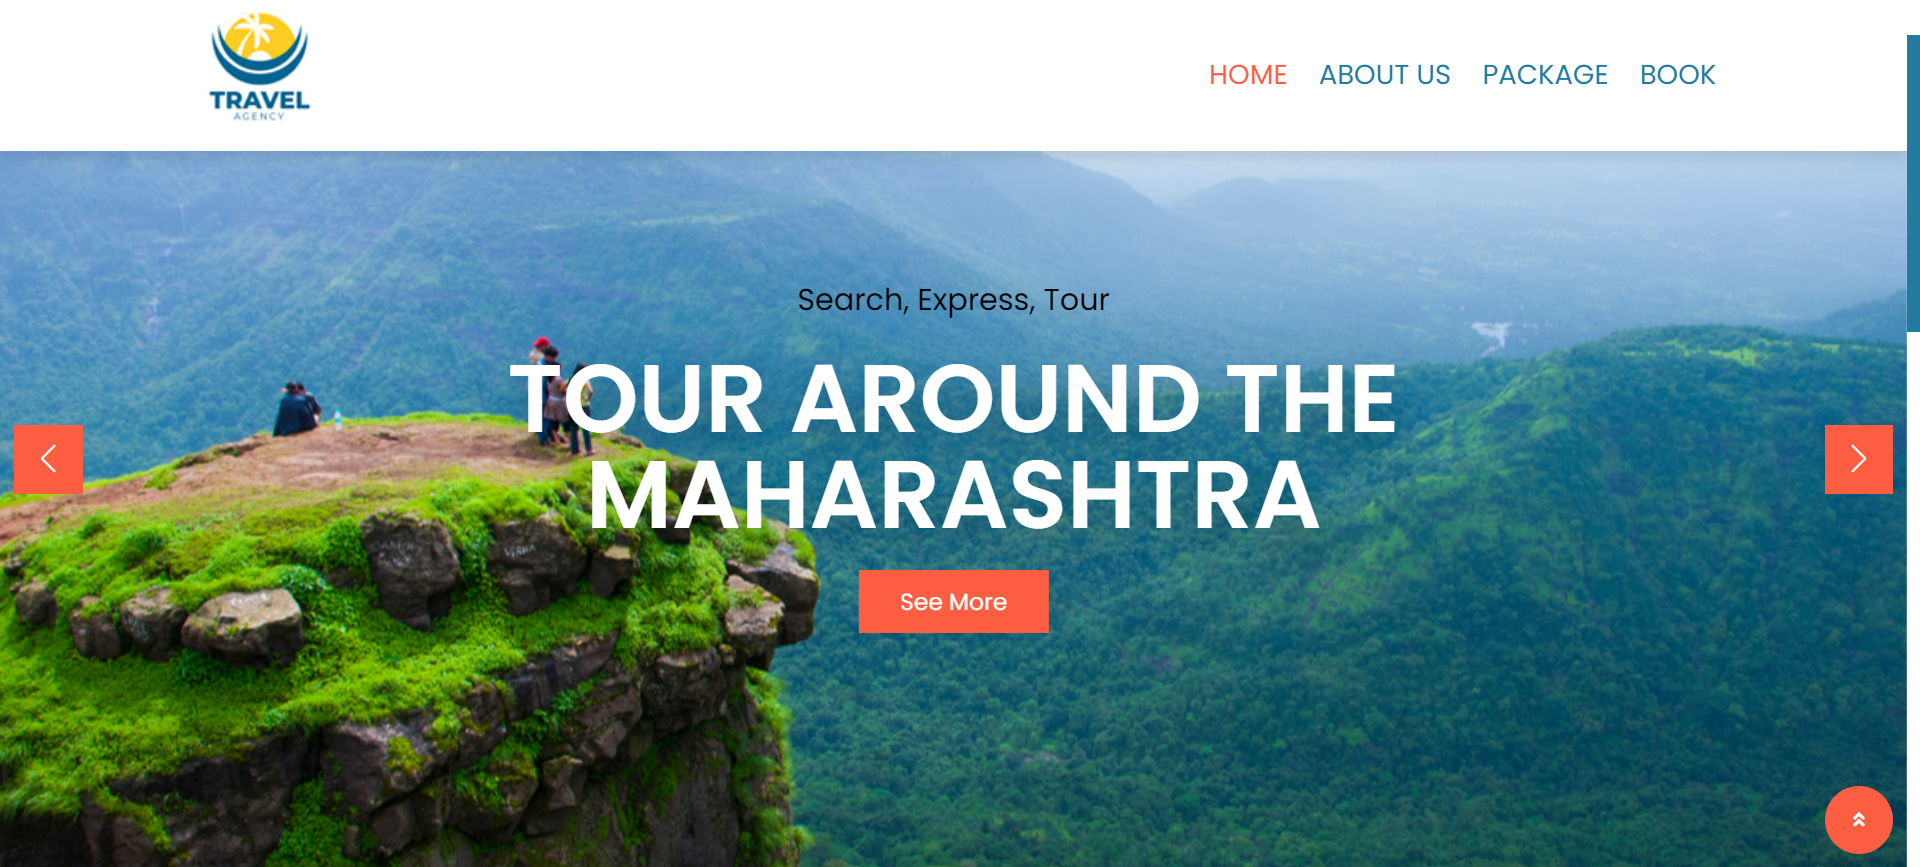 TRAVEL
AGENCY
HOME ABOUT US PACKAGE BOOK
Search, Express, Tour
TOUR AROUND THE
MAHARASHTRA
See More